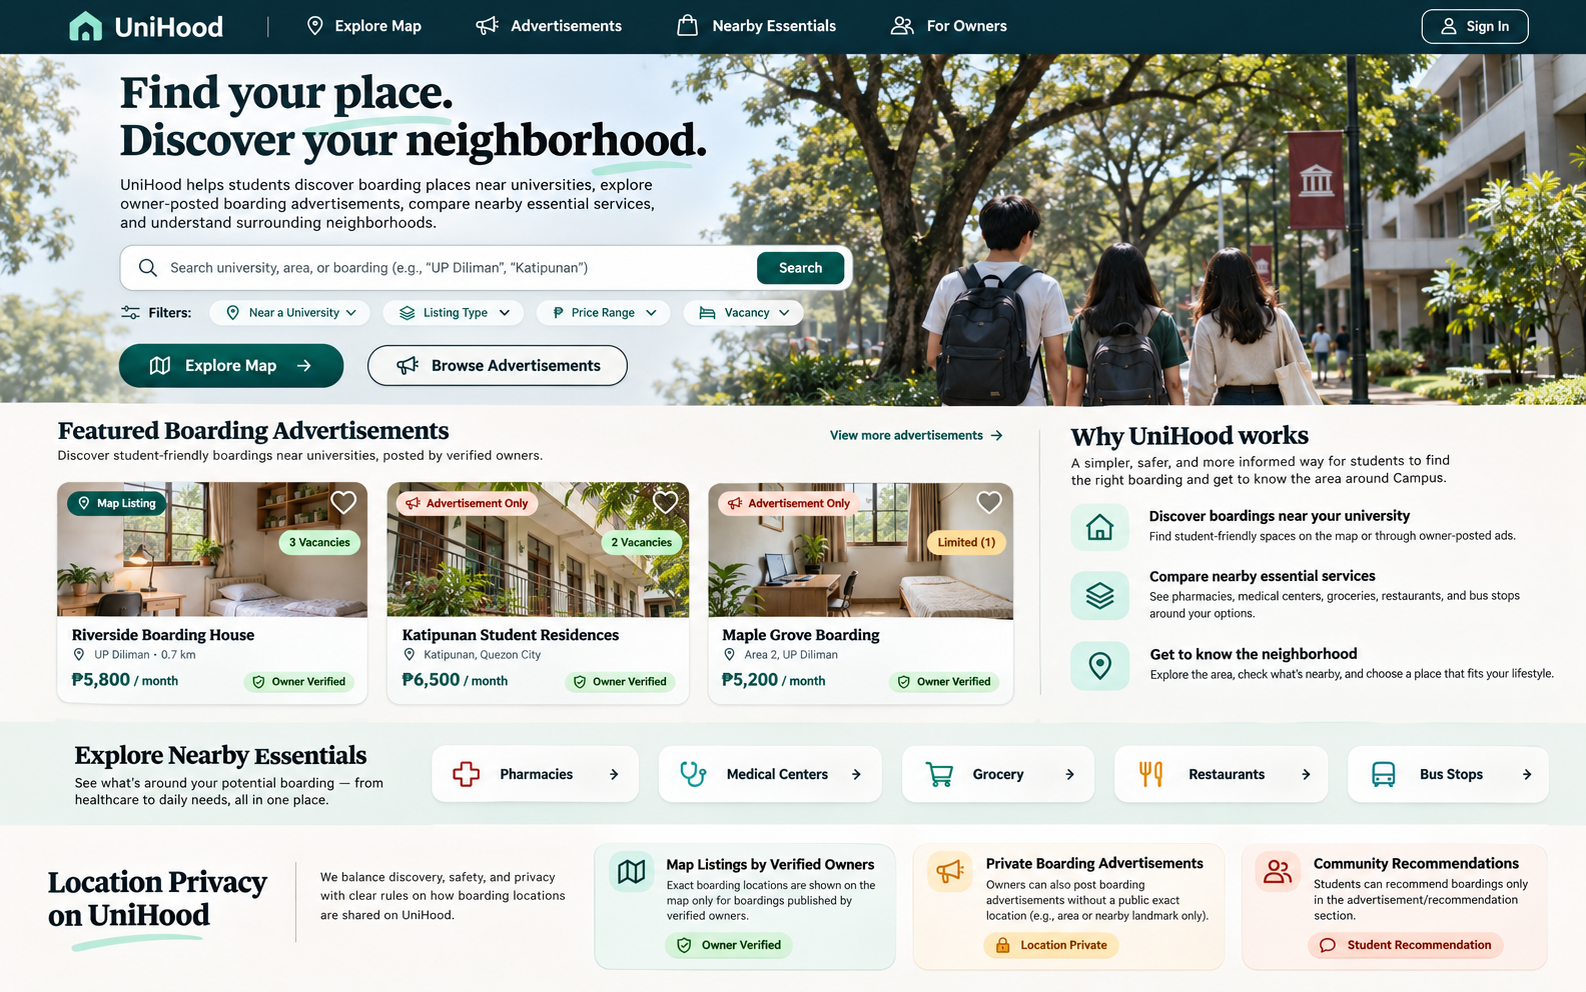 UniHood
Explore Map
Advertisements
Nearby Essentials
For Owners
Sign In
Find your place.
Discover your neighborhood.
UniHood helps students discover boarding places near universities, explore
owner-posted boarding advertisements, compare nearby essential services,
and understand surrounding neighborhoods.
Search university, area, or boarding (e.g., “UP Diliman”, “Katipunan”)
Search
Filters:
Near a University
Listing Type
₱ Price Range
Vacancy
Explore Map →
Browse Advertisements
Featured Boarding Advertisements
Discover student-friendly boardings near universities, posted by verified owners.
View more advertisements →
Map Listing
3 Vacancies
Riverside Boarding House
UP Diliman • 0.7 km
₱5,800 / month
Owner Verified
Advertisement Only
2 Vacancies
Katipunan Student Residences
Katipunan, Quezon City
₱6,500 / month
Owner Verified
Advertisement Only
Limited (1)
Maple Grove Boarding
Area 2, UP Diliman
₱5,200 / month
Owner Verified
Why UniHood works
A simpler, safer, and more informed way for students to find
the right boarding and get to know the area around Campus.
Discover boardings near your university
Find student-friendly spaces on the map or through owner-posted ads.
Compare nearby essential services
See pharmacies, medical centers, groceries, restaurants, and bus stops
around your options.
Get to know the neighborhood
Explore the area, check what's nearby, and choose a place that fits your lifestyle.
Explore Nearby Essentials
See what's around your potential boarding — from
healthcare to daily needs, all in one place.
Pharmacies →
Medical Centers →
Grocery →
Restaurants →
Bus Stops →
Location Privacy
on UniHood
We balance discovery, safety, and privacy
with clear rules on how boarding locations
are shared on UniHood.
Map Listings by Verified Owners
Exact boarding locations are shown on the
map only for boardings published by
verified owners.
Owner Verified
Private Boarding Advertisements
Owners can also post boarding
advertisements without a public exact
location (e.g., area or nearby landmark only).
Location Private
Community Recommendations
Students can recommend boardings only
in the advertisement/recommendation
section.
Student Recommendation